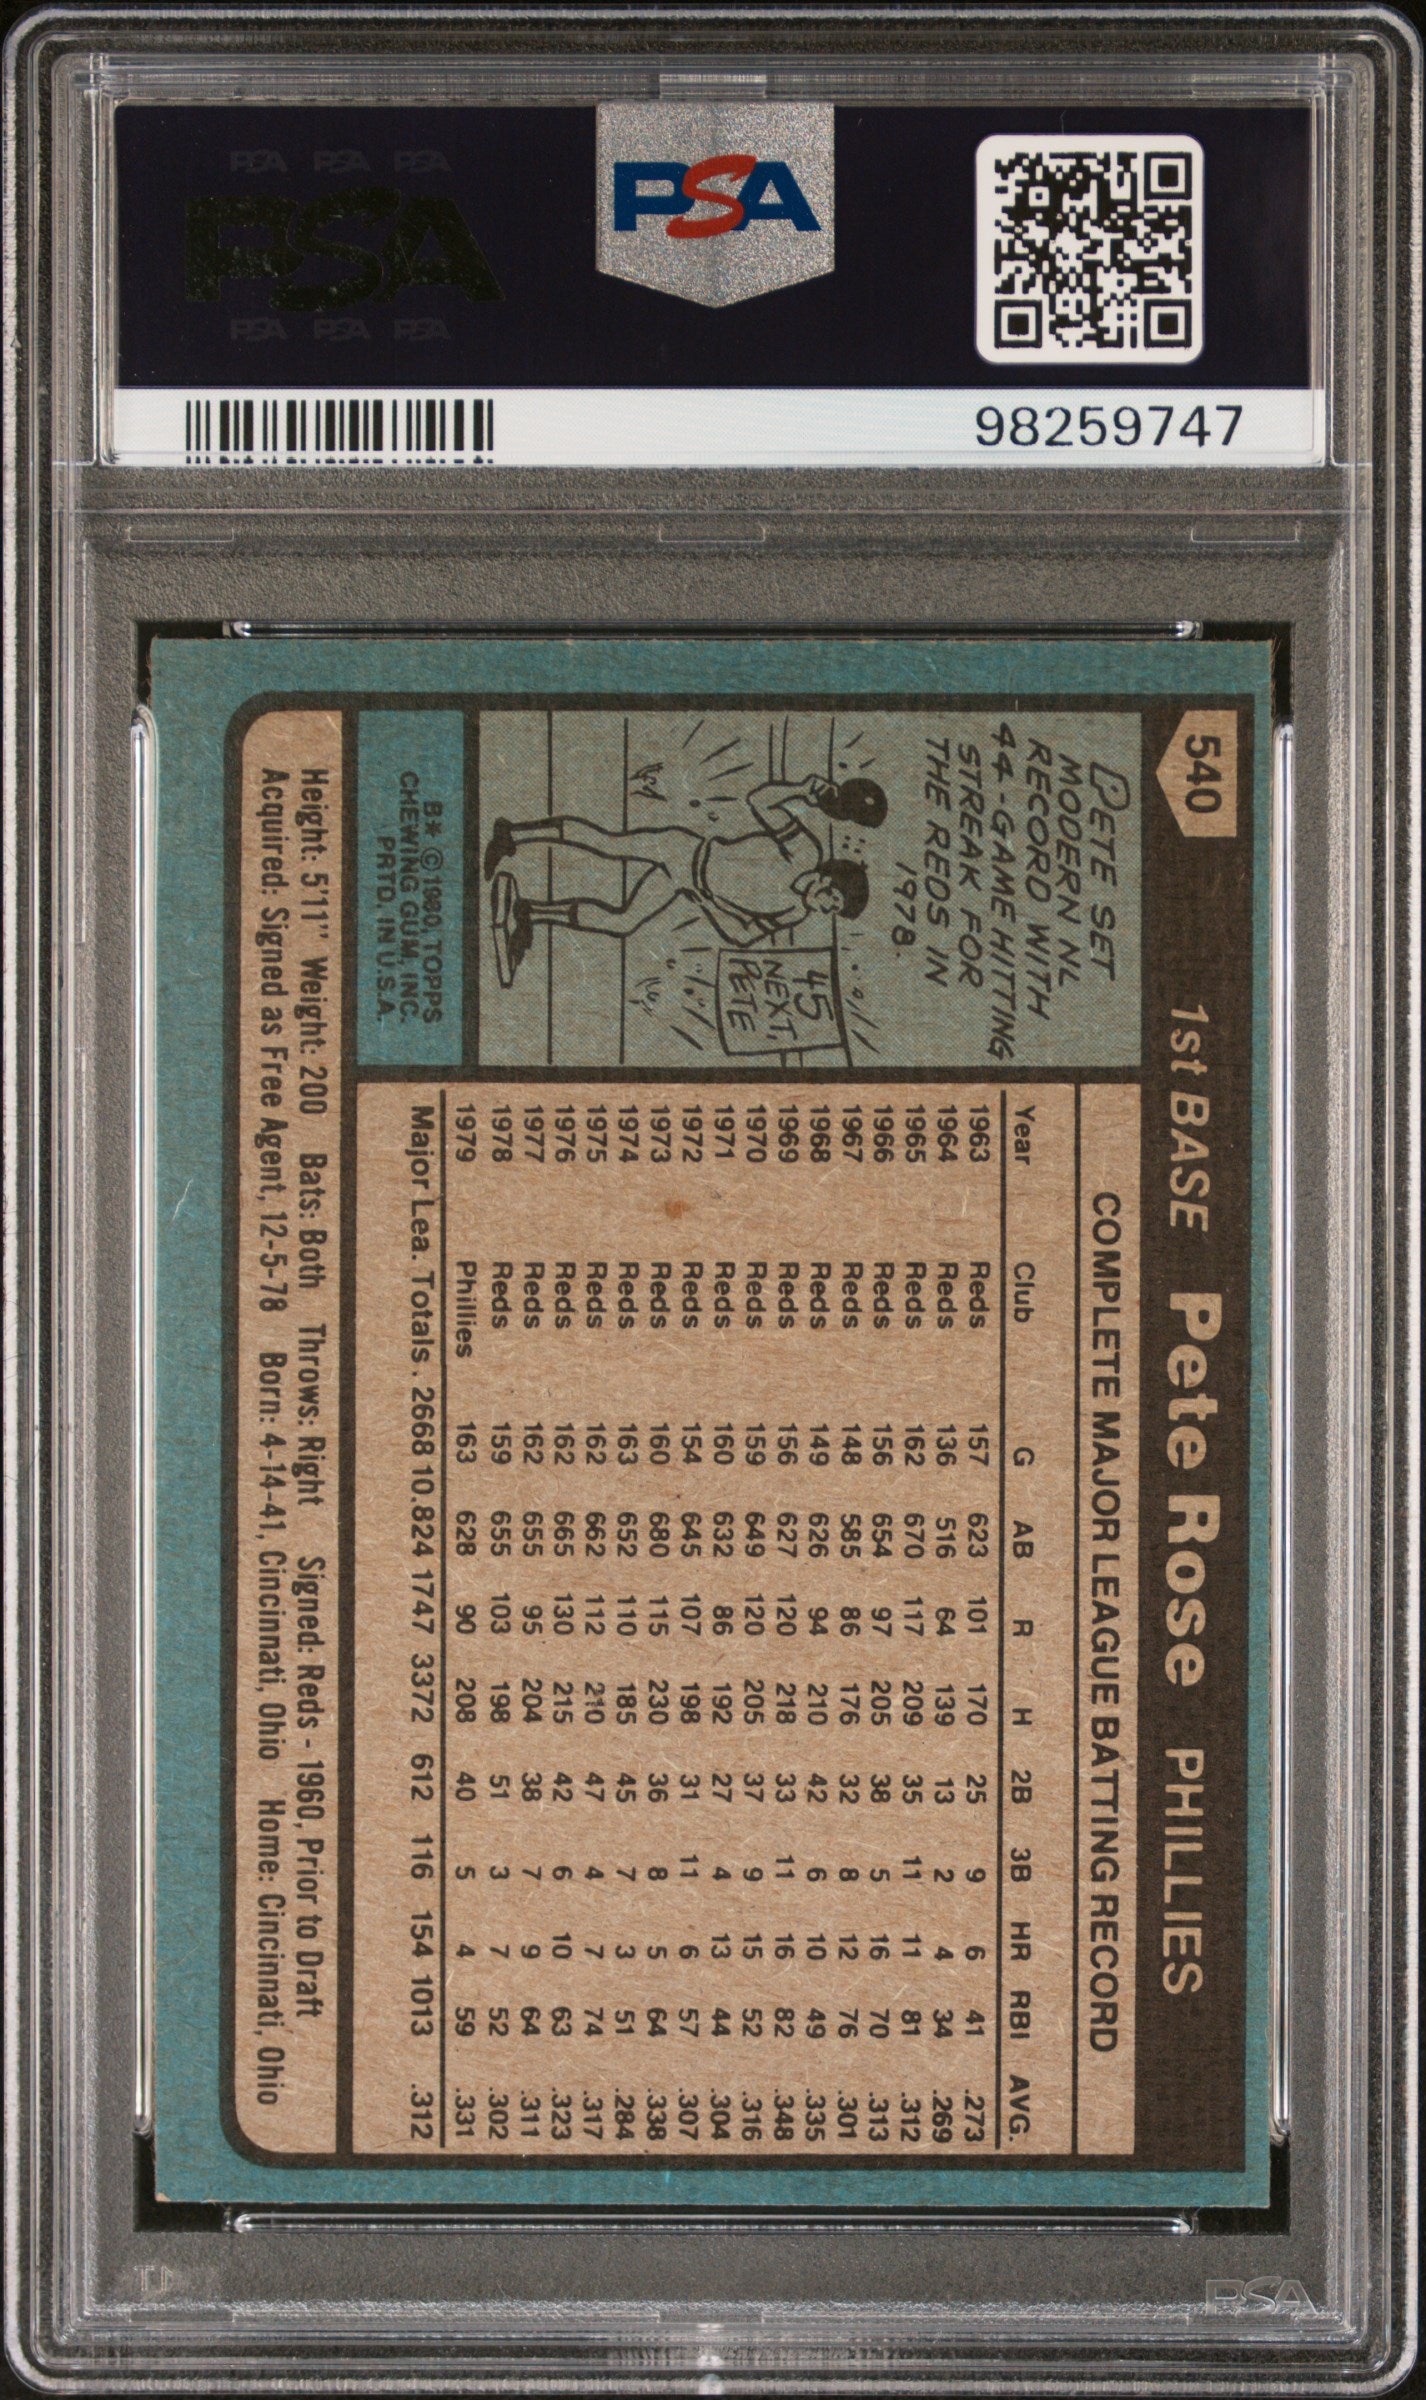 PSA PSA PSA
PSA
PSA PSA PSA
PSA
98259747
540 1st BASE Pete Rose PHILLIES
PETE SET
MODERN NL
RECORD WITH
44-GAME HITTING
STREAK FOR
THE REDS IN
1978.
45
NEXT,
PETE
B* ©1980, TOPPS
CHEWING GUM, INC.
PRTD. IN U.S.A.
COMPLETE MAJOR LEAGUE BATTING RECORD
Year Club G AB R H 2B 3B HR RBI AVG.
1963 Reds 157 623 101 170 25 9 6 41 .273
1964 Reds 136 516 64 139 13 2 4 34 .269
1965 Reds 162 670 117 209 35 11 11 81 .312
1966 Reds 156 654 97 205 38 5 16 70 .313
1967 Reds 148 585 86 176 32 8 12 76 .301
1968 Reds 149 626 94 210 42 6 10 49 .335
1969 Reds 156 627 120 218 33 11 16 82 .348
1970 Reds 159 649 120 205 37 9 15 52 .316
1971 Reds 160 632 86 192 27 4 13 44 .304
1972 Reds 154 645 107 198 31 11 6 57 .307
1973 Reds 160 680 115 230 36 8 5 64 .338
1974 Reds 163 652 110 185 45 7 3 51 .284
1975 Reds 162 662 112 210 47 4 7 74 .317
1976 Reds 162 665 130 215 42 6 10 63 .323
1977 Reds 162 655 95 204 38 7 9 64 .311
1978 Reds 159 655 103 198 51 3 7 52 .302
1979 Phillies 163 628 90 208 40 5 4 59 .331
Major Lea. Totals . 2668 10.824 1747 3372 612 116 154 1013 .312
Height: 5'11" Weight: 200 Bats: Both Throws: Right Signed: Reds - 1960, Prior to Draft
Acquired: Signed as Free Agent, 12-5-78 Born: 4-14-41, Cincinnati, Ohio Home: Cincinnati, Ohio
PSA